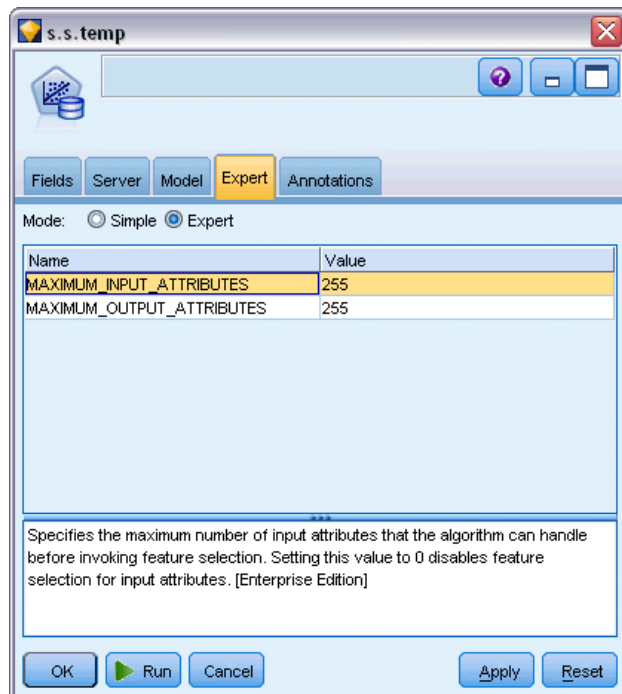 s.s.temp
?
Fields Server Model Expert Annotations
Mode: Simple Expert
Name Value
MAXIMUM_INPUT_ATTRIBUTES 255
MAXIMUM_OUTPUT_ATTRIBUTES 255
Specifies the maximum number of input attributes that the algorithm can handle
before invoking feature selection. Setting this value to 0 disables feature
selection for input attributes. [Enterprise Edition]
OK Run Cancel Apply Reset